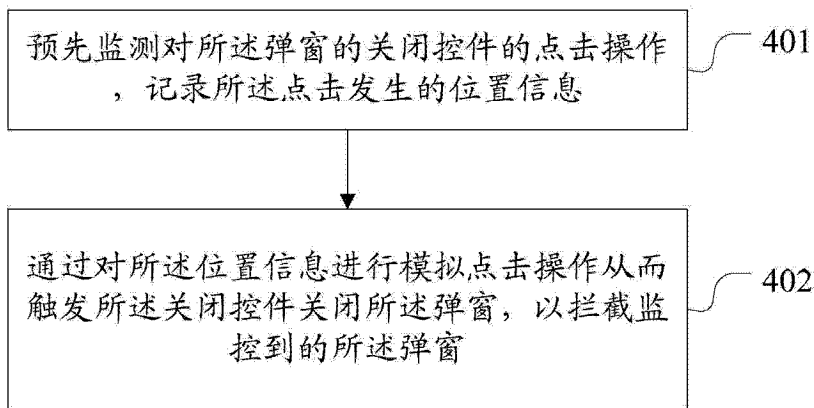 预先监测对所述弹窗的关闭控件的点击操作
，记录所述点击发生的位置信息
401
通过对所述位置信息进行模拟点击操作从而
触发所述关闭控件关闭所述弹窗，以拦截监
控到的所述弹窗
402